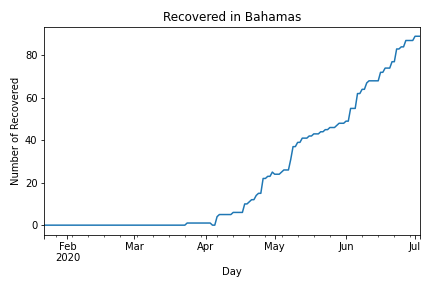 Recovered in Bahamas
Number of Recovered
80
60
40
20
0
Feb
2020
Mar
Apr
May
Jun
Jul
Day